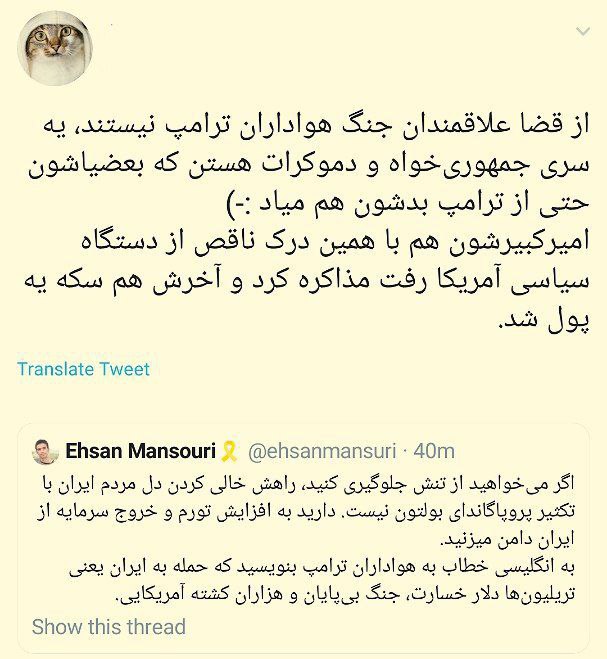 از قضا علاقمندان جنگ هواداران ترامپ نیستند، یه
سری جمهوری‌خواه و دموکرات هستن که بعضیاشون
حتی از ترامپ بدشون هم میاد :-)
امیرکبیرشون هم با همین درک ناقص از دستگاه
سیاسی آمریکا رفت مذاکره کرد و آخرش هم سکه یه
پول شد.
Translate Tweet
Ehsan Mansouri🎗 @ehsanmansuri · 40m
اگر می‌خواهید از تنش جلوگیری کنید، راهش خالی کردن دل مردم ایران با
تکثیر پروپاگاندای بولتون نیست. دارید به افزایش تورم و خروج سرمایه از
ایران دامن میزنید.
به انگلیسی خطاب به هواداران ترامپ بنویسید که حمله به ایران یعنی
تریلیون‌ها دلار خسارت، جنگ بی‌پایان و هزاران کشته آمریکایی.
Show this thread